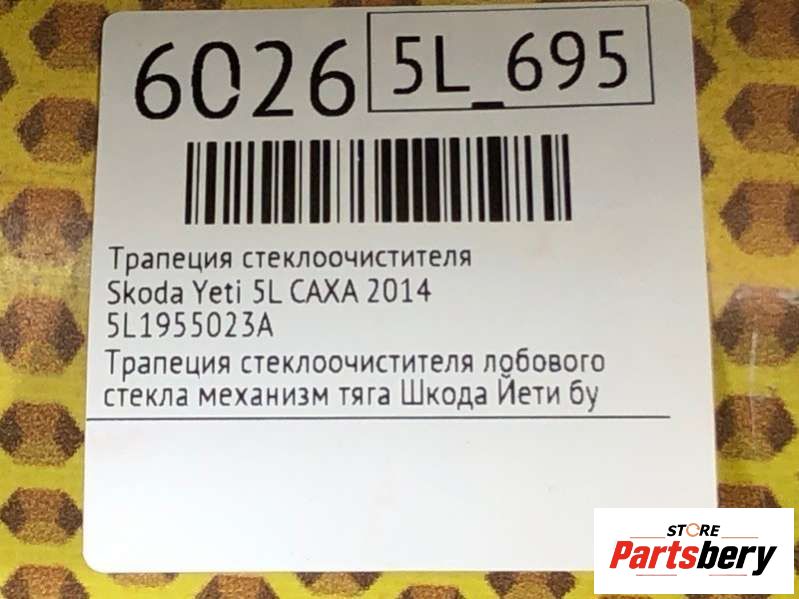 6026 5L_695
Трапеция стеклоочистителя
Skoda Yeti 5L CAXA 2014
5L1955023A
Трапеция стеклоочистителя лобового
стекла механизм тяга Шкода Йети бу
STORE
Partsbery